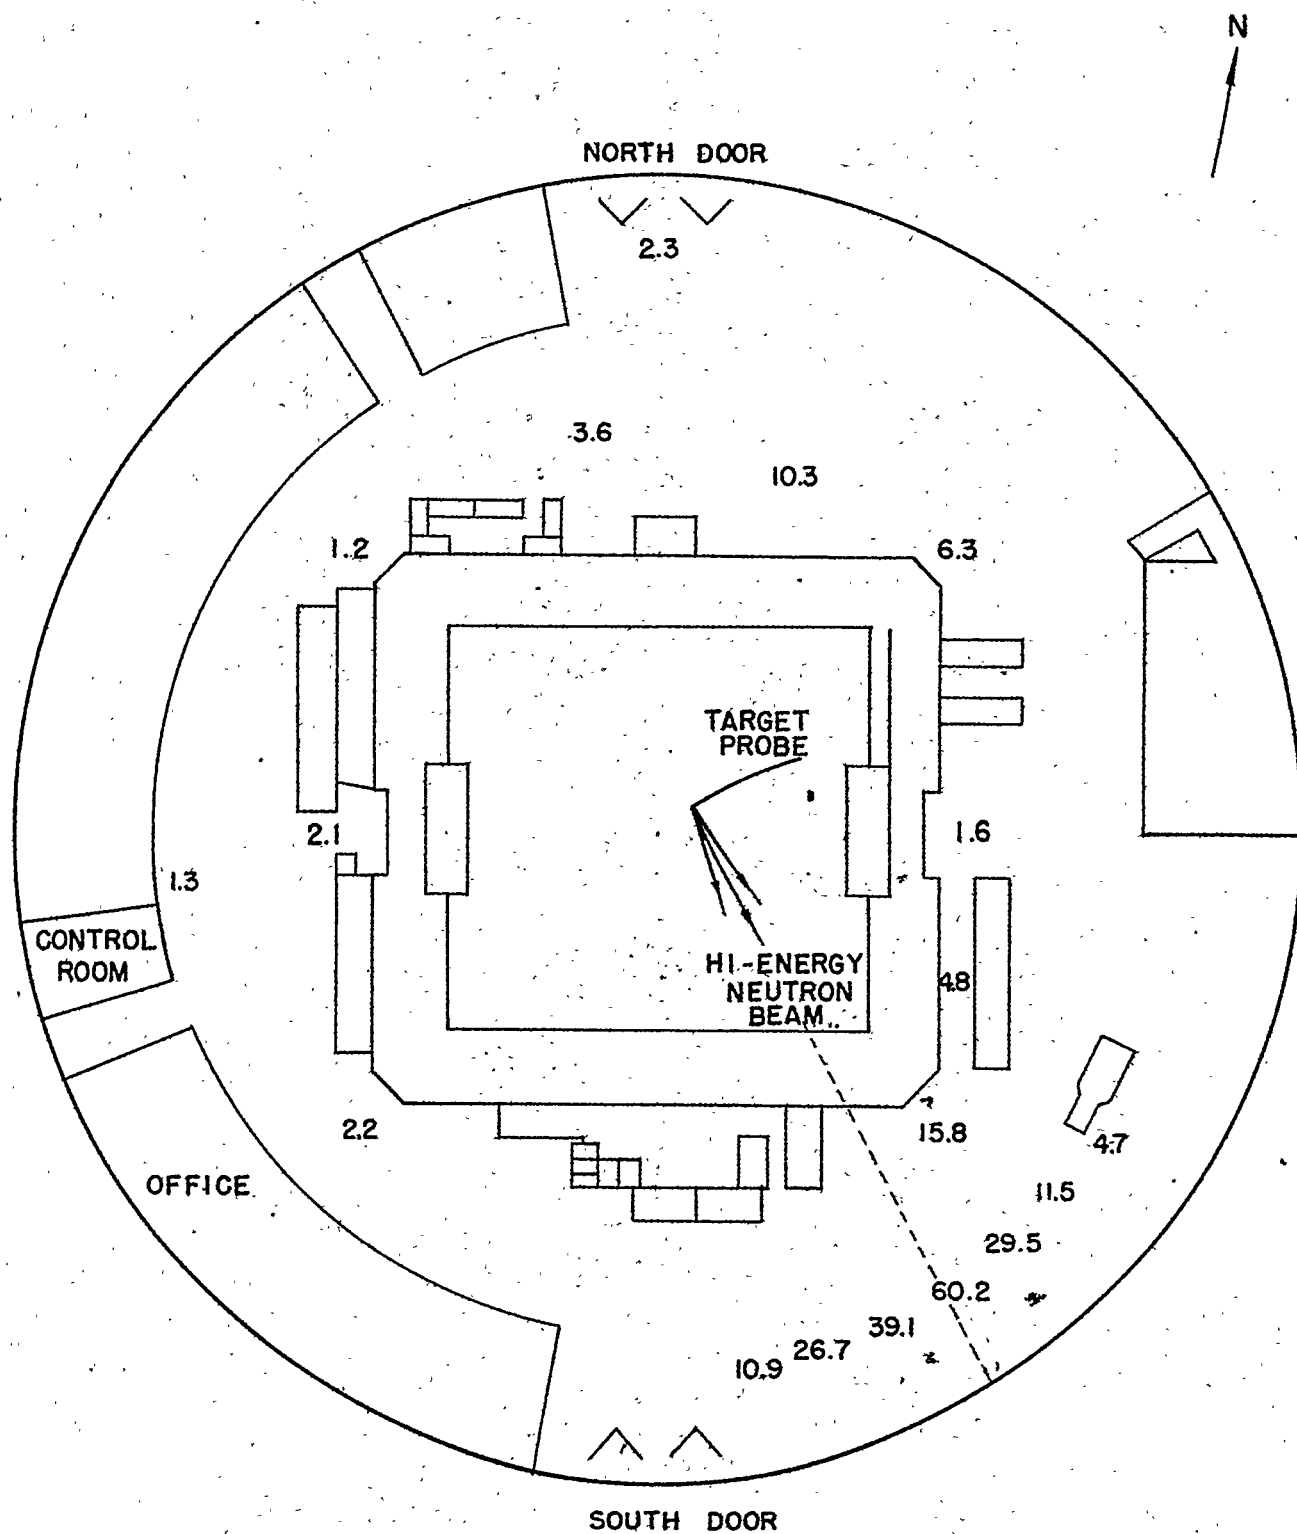 N
NORTH DOOR
2.3
3.6
10.3
1.2
6.3
TARGET
PROBE
2.1
1.6
1.3
CONTROL
ROOM
HI-ENERGY
NEUTRON
BEAM
4.8
2.2
15.8
4.7
OFFICE
11.5
29.5
60.2
39.1
26.7
10.9
SOUTH DOOR